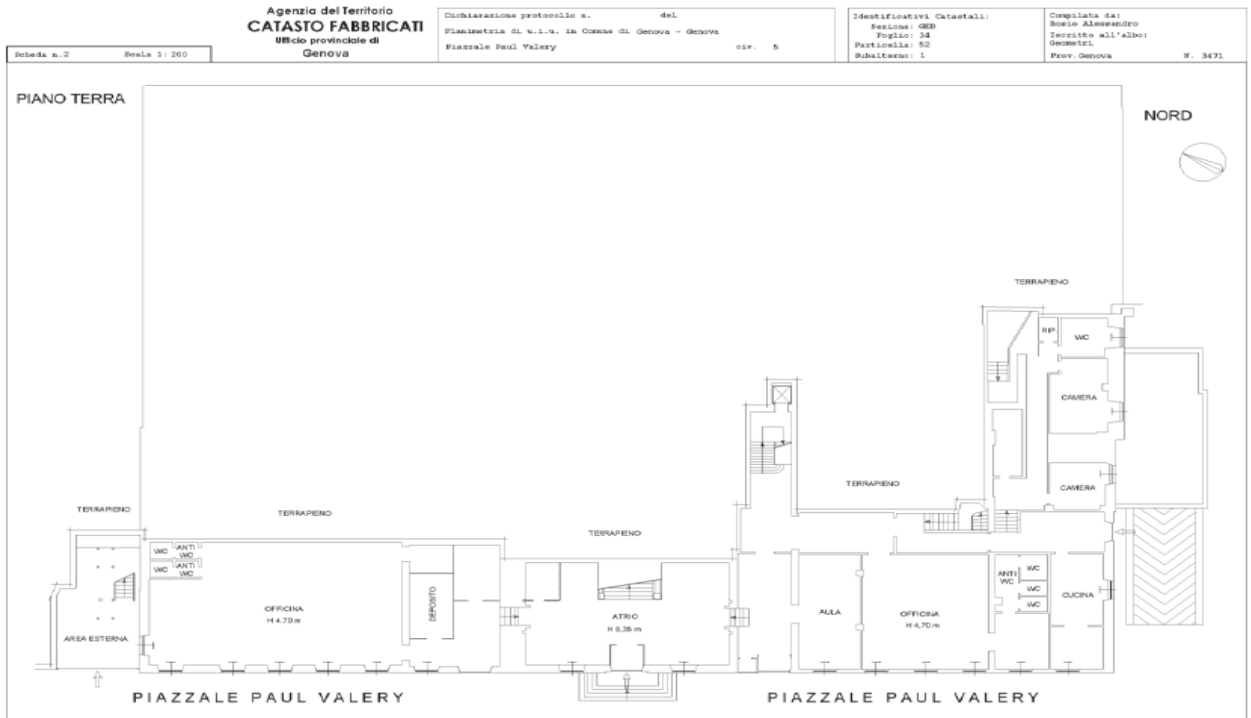 Agenzia del Territorio
CATASTO FABBRICATI
Ufficio provinciale di
Genova
Scheda n.2 Scala 1: 200
Dichiarazione protocollo n. del
Planimetria di u.i.u. in Comune di Genova - Genova
Piazzale Paul Valery civ. 5
Identificativi Catastali:
Sezione: GED
Foglio: 34
Particella: 52
Subalterno: 1
Compilata da:
Bosio Alessandro
Iscritto all'albo:
Geometri
Prov. Genova N. 3471
PIANO TERRA
NORD
TERRAPIENO
RIP
WC
CAMERA
TERRAPIENO
CAMERA
TERRAPIENO
TERRAPIENO
TERRAPIENO
WC
ANTI
WC
WC
ANTI
WC
DEPOSITO
OFFICINA
H 4,70 m
ATRIO
H 8,35 m
AULA
OFFICINA
H 4,70 m
ANTI
WC
WC
WC
WC
CUCINA
AREA ESTERNA
PIAZZALE PAUL VALERY
PIAZZALE PAUL VALERY